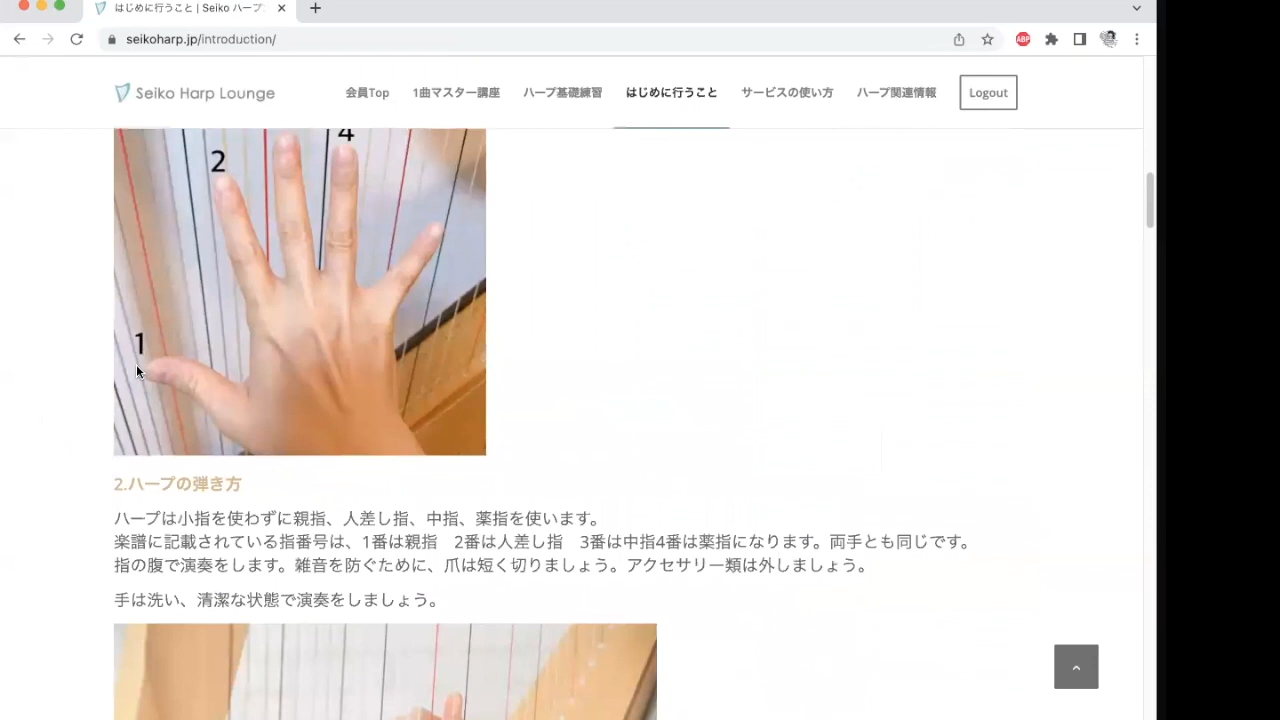 はじめに行うこと | Seiko ハープ
seikoharp.jp/introduction/
ABP
Seiko Harp Lounge
会員Top
1曲マスター講座
ハープ基礎練習
はじめに行うこと
サービスの使い方
ハープ関連情報
Logout
4
2
1
2.ハープの弾き方
ハープは小指を使わずに親指、人差し指、中指、薬指を使います。
楽譜に記載されている指番号は、1番は親指　2番は人差し指　3番は中指4番は薬指になります。両手とも同じです。
指の腹で演奏をします。雑音を防ぐために、爪は短く切りましょう。アクセサリー類は外しましょう。
手は洗い、清潔な状態で演奏をしましょう。